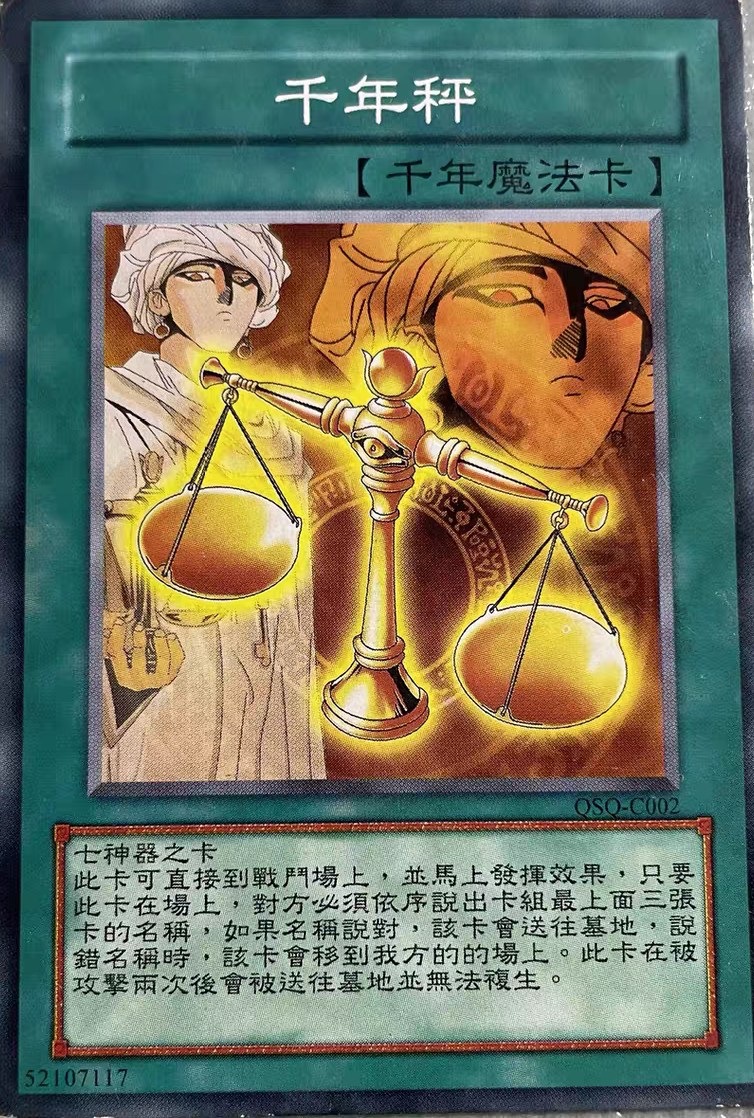 千年秤
【千年魔法卡】
QSQ-C002
七神器之卡
此卡可直接到戰鬥場上，並馬上發揮效果，只要
此卡在場上，對方必須依序說出卡組最上面三張
卡的名稱，如果名稱說對，該卡會送往墓地，說
錯名稱時，該卡會移到我方的的場上。此卡在被
攻擊兩次後會被送往墓地並無法複生。
52107117